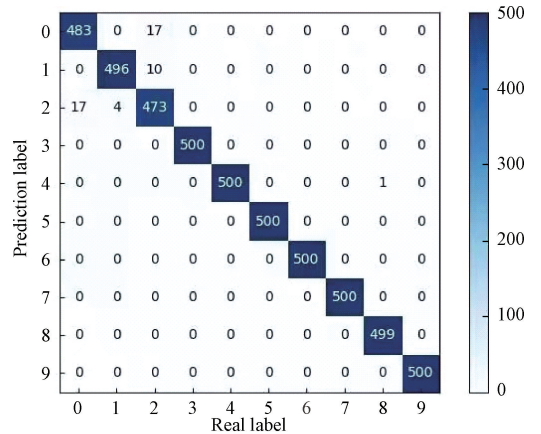 0 483 0 17 0 0 0 0 0 0 0
1 0 496 10 0 0 0 0 0 0 0
2 17 4 473 0 0 0 0 0 0 0
3 0 0 0 500 0 0 0 0 0 0
4 0 0 0 0 500 0 0 0 1 0
5 0 0 0 0 0 500 0 0 0 0
6 0 0 0 0 0 0 500 0 0 0
7 0 0 0 0 0 0 0 500 0 0
8 0 0 0 0 0 0 0 0 499 0
9 0 0 0 0 0 0 0 0 0 500
0 1 2 3 4 5 6 7 8 9
Real label
Prediction label
500
400
300
200
100
0